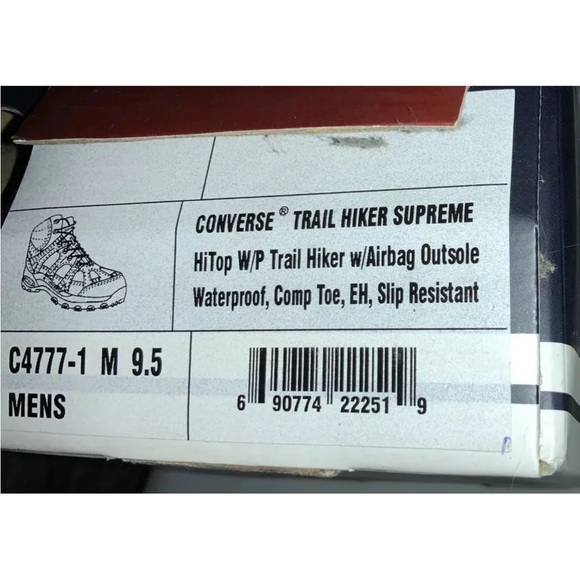 CONVERSE® TRAIL HIKER SUPREME
HiTop W/P Trail Hiker w/Airbag Outsole
Waterproof, Comp Toe, EH, Slip Resistant
C4777-1 M 9.5
MENS
6 90774 22251 9